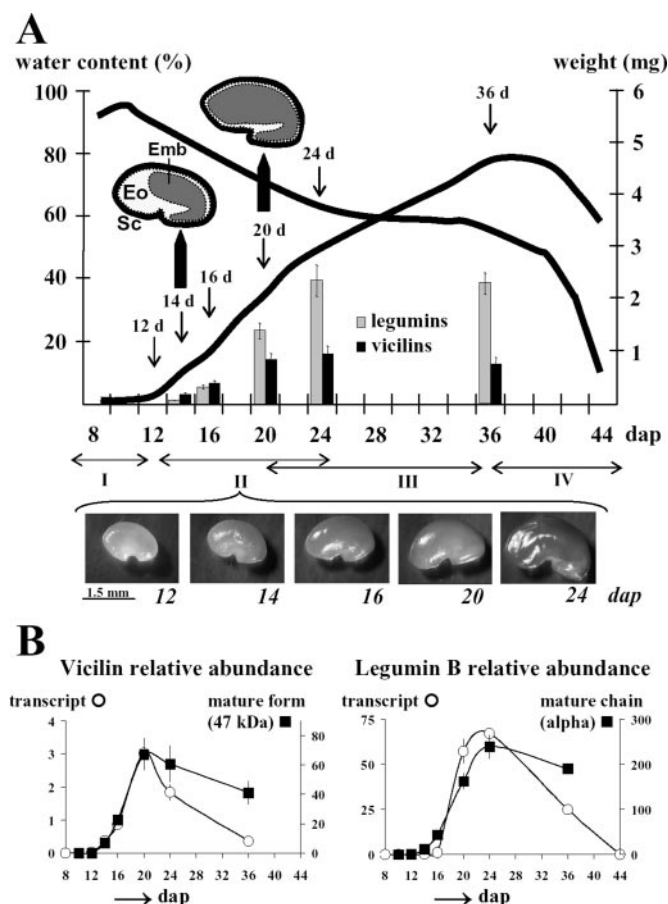 A
water content (%)
weight (mg)
100
80
60
40
20
6
5
4
3
2
1
Emb
Eo
Sc
12 d
14 d
16 d
20 d
24 d
36 d
legumins
vicilins
8 12 16 20 24 28 32 36 40 44 dap
I II III IV
1.5 mm 12 14 16 20 24 dap
B
Vicilin relative abundance
transcript mature form
(47 kDa)
4
3
2
1
0
80
60
40
20
0
8 12 16 20 24 28 32 36 40 44
dap
Legumin B relative abundance
transcript mature chain
(alpha)
75
50
25
0
300
200
100
0
8 12 16 20 24 28 32 36 40 44
dap